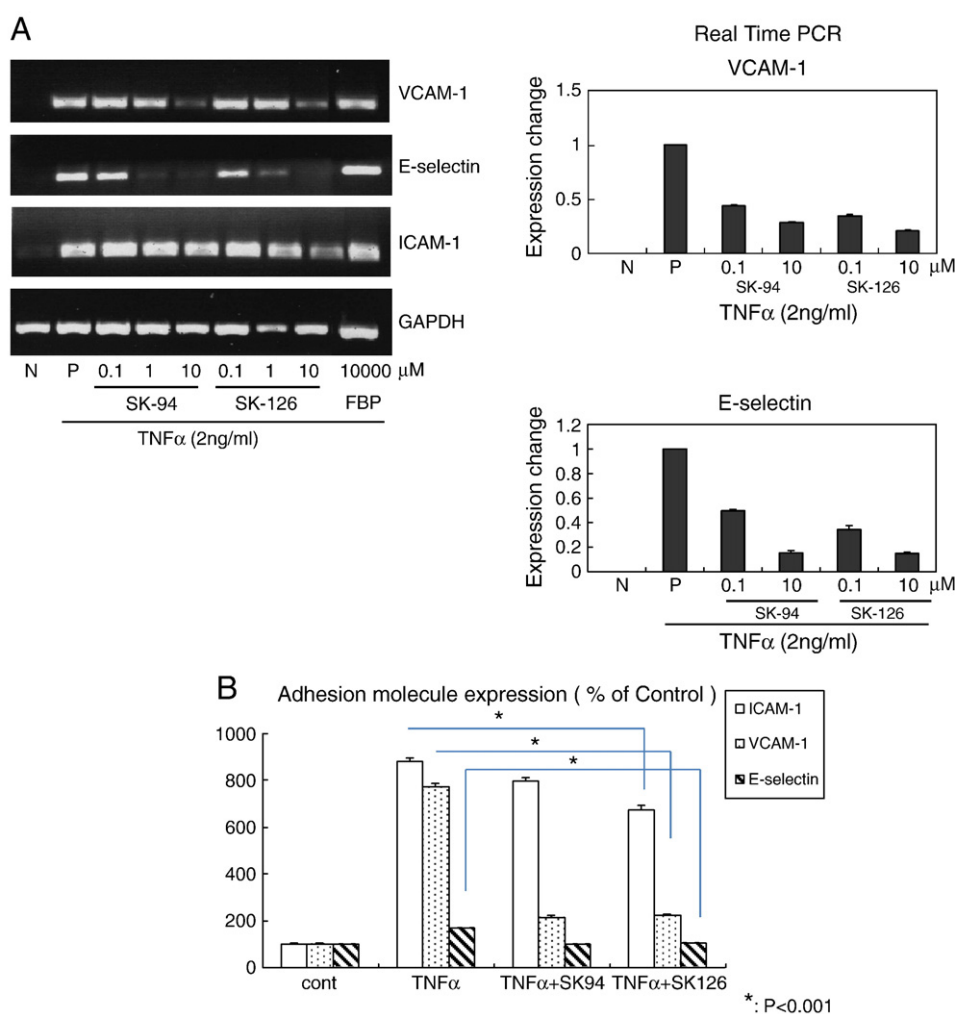 A
VCAM-1
E-selectin
ICAM-1
GAPDH
N P 0.1 1 10 0.1 1 10 10000 μM
SK-94 SK-126 FBP
TNFα (2ng/ml)
Real Time PCR
VCAM-1
Expression change
1.5
1
0.5
0
N P 0.1 10 0.1 10 μM
SK-94 SK-126
TNFα (2ng/ml)
E-selectin
Expression change
1.2
1
0.8
0.6
0.4
0.2
0
N P 0.1 10 0.1 10 μM
SK-94 SK-126
TNFα (2ng/ml)
B
Adhesion molecule expression ( % of Control )
ICAM-1
VCAM-1
E-selectin
*
*
*
1000
800
600
400
200
0
cont TNFα TNFα+SK94 TNFα+SK126
*: P<0.001